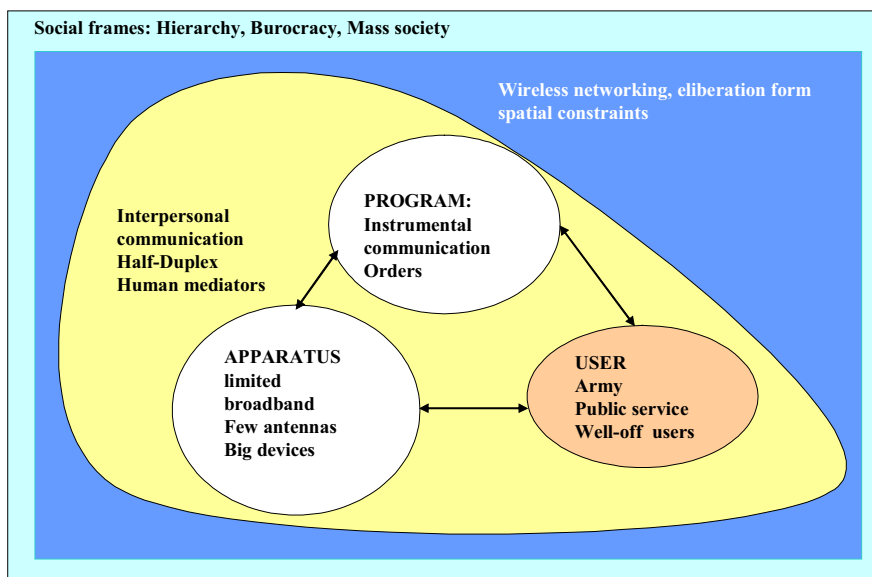 Social frames: Hierarchy, Burocracy, Mass society
Wireless networking, eliberation form
spatial constraints
PROGRAM:
Instrumental
communication
Orders
Interpersonal
communication
Half-Duplex
Human mediators
APPARATUS
limited
broadband
Few antennas
Big devices
USER
Army
Public service
Well-off users